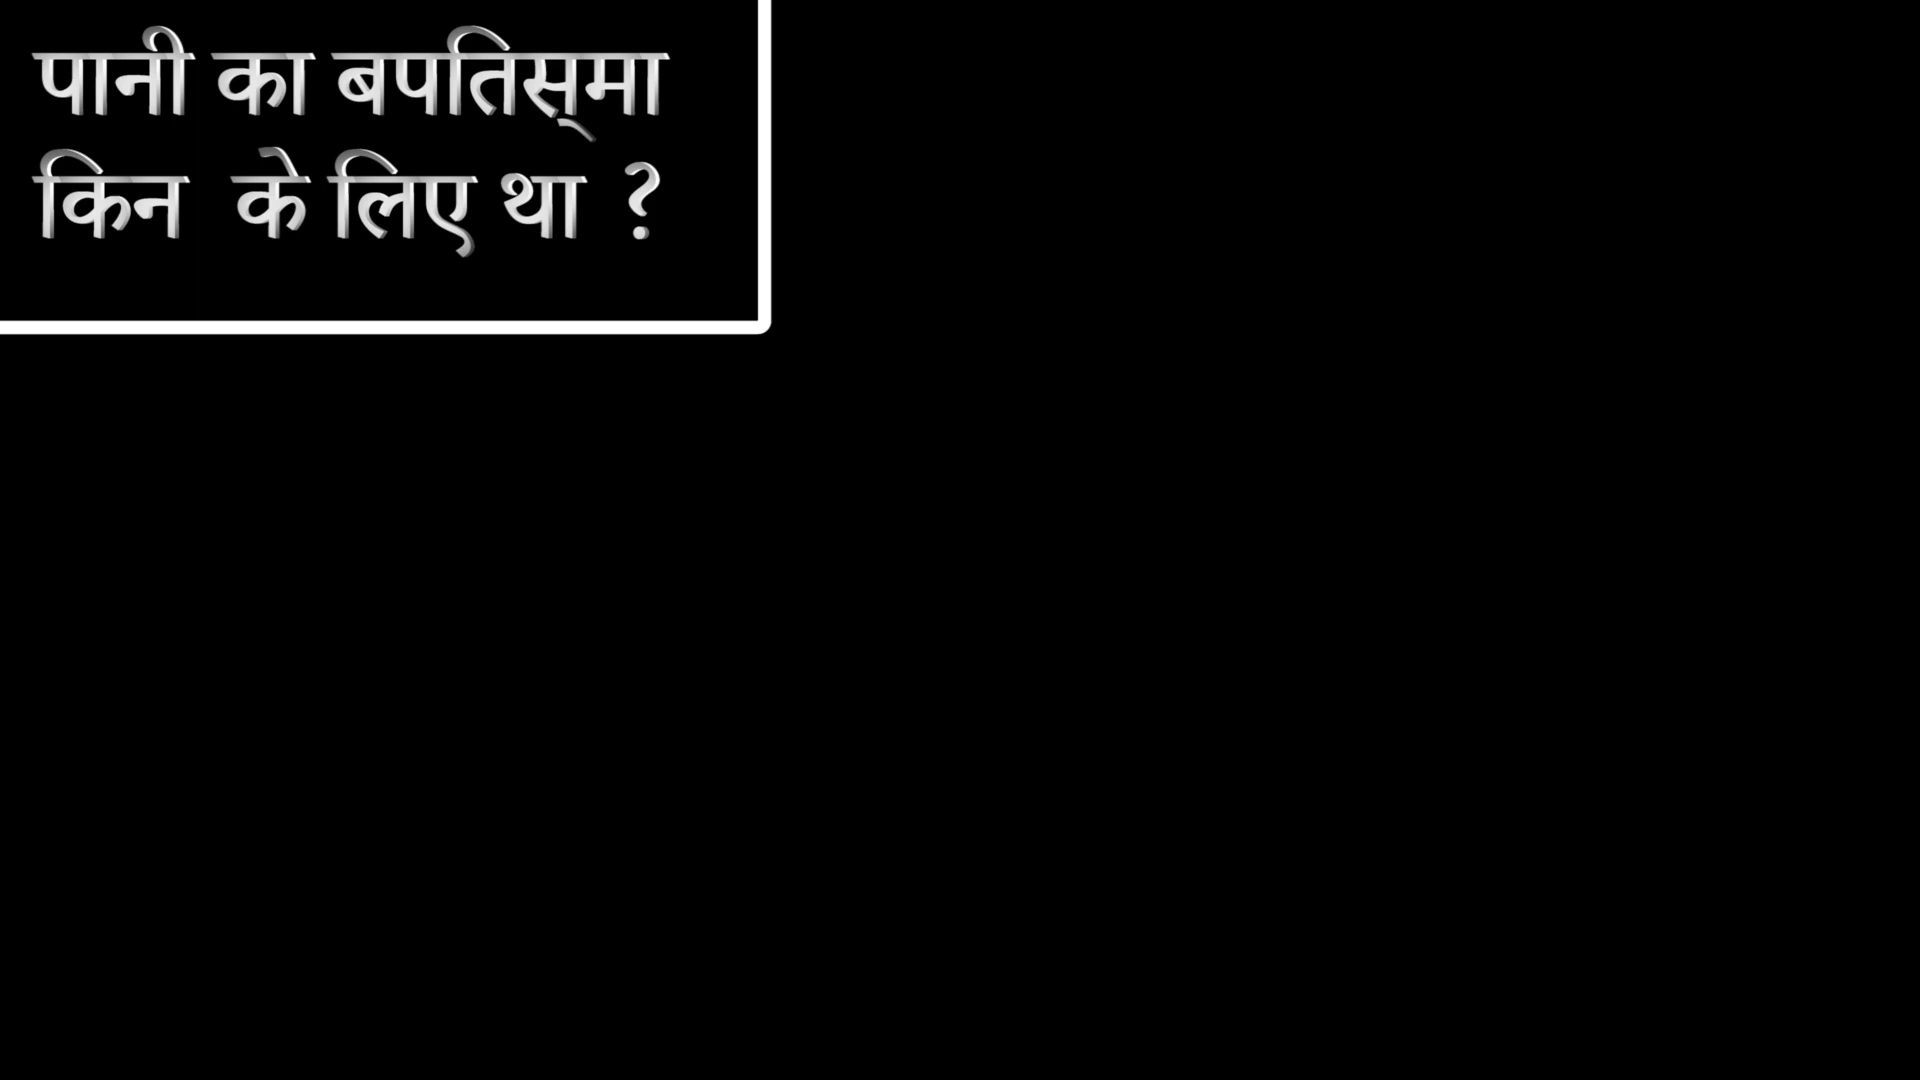 पानी का बपतिस्‌मा
किन के लिए था ?